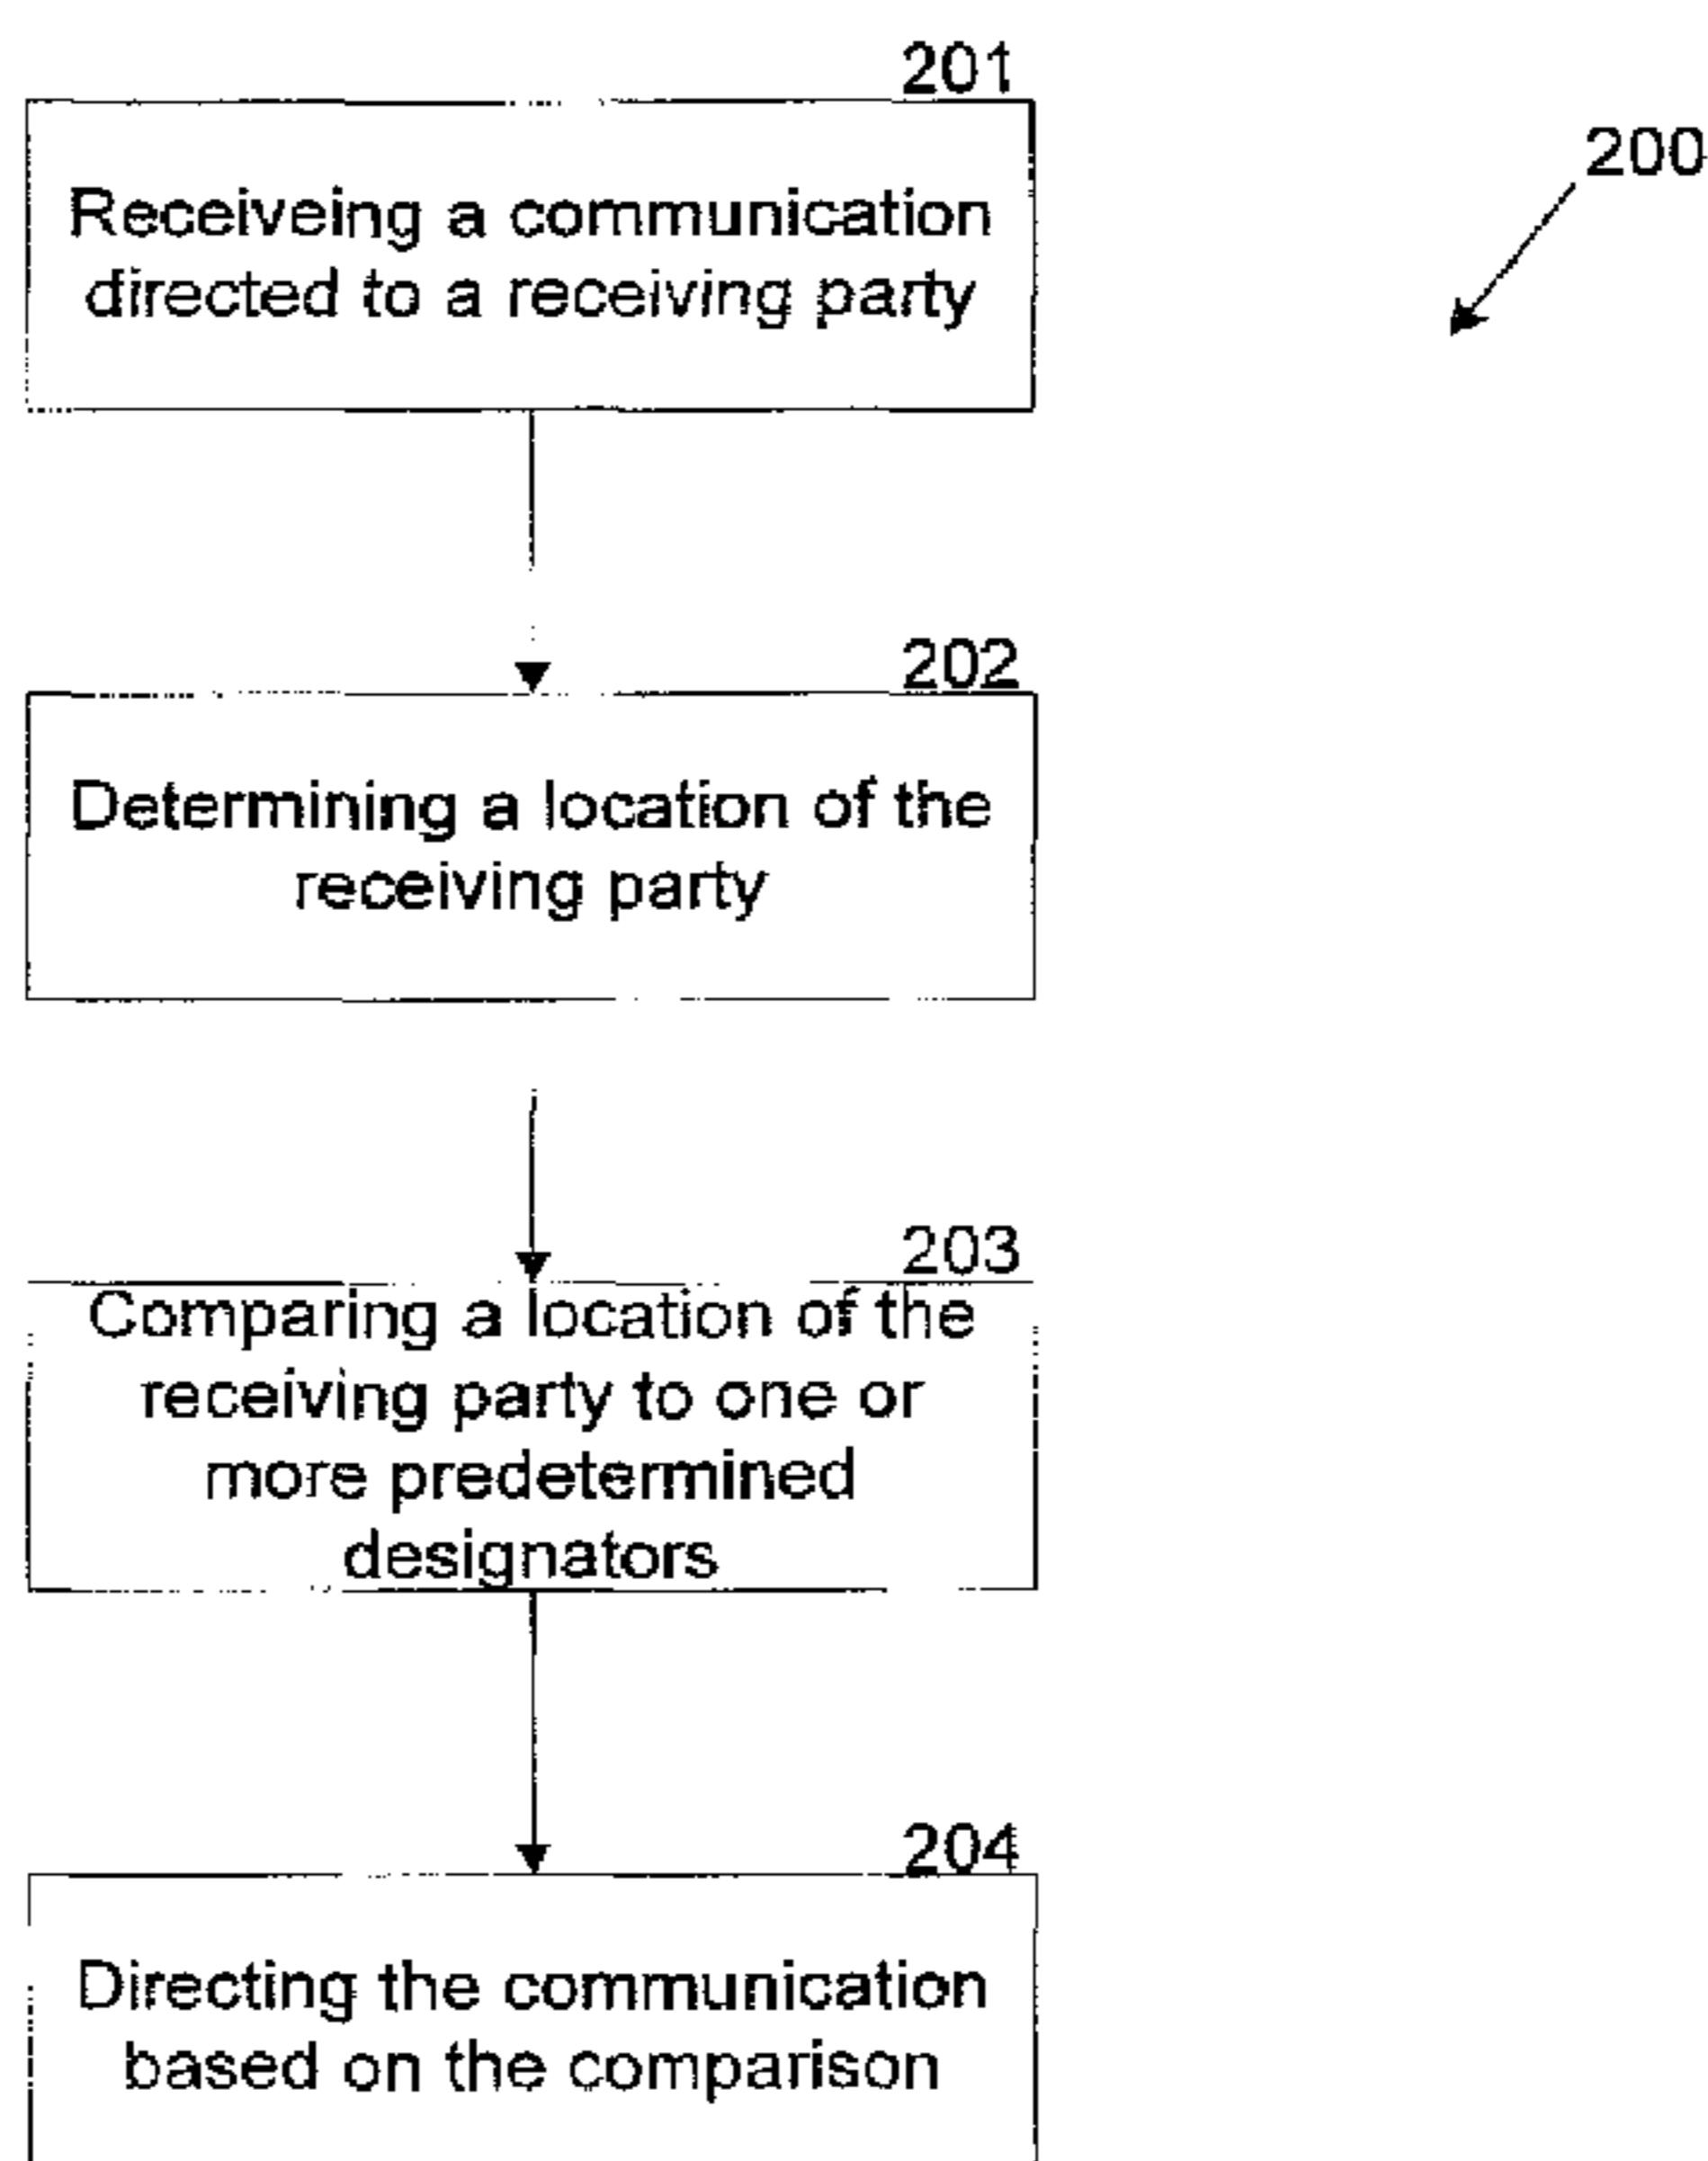 201
200
Receiveing a communication
directed to a receiving party
202
Determining a location of the
receiving party
203
Comparing a location of the
receiving party to one or
more predetermined
designators
204
Directing the communication
based on the comparison